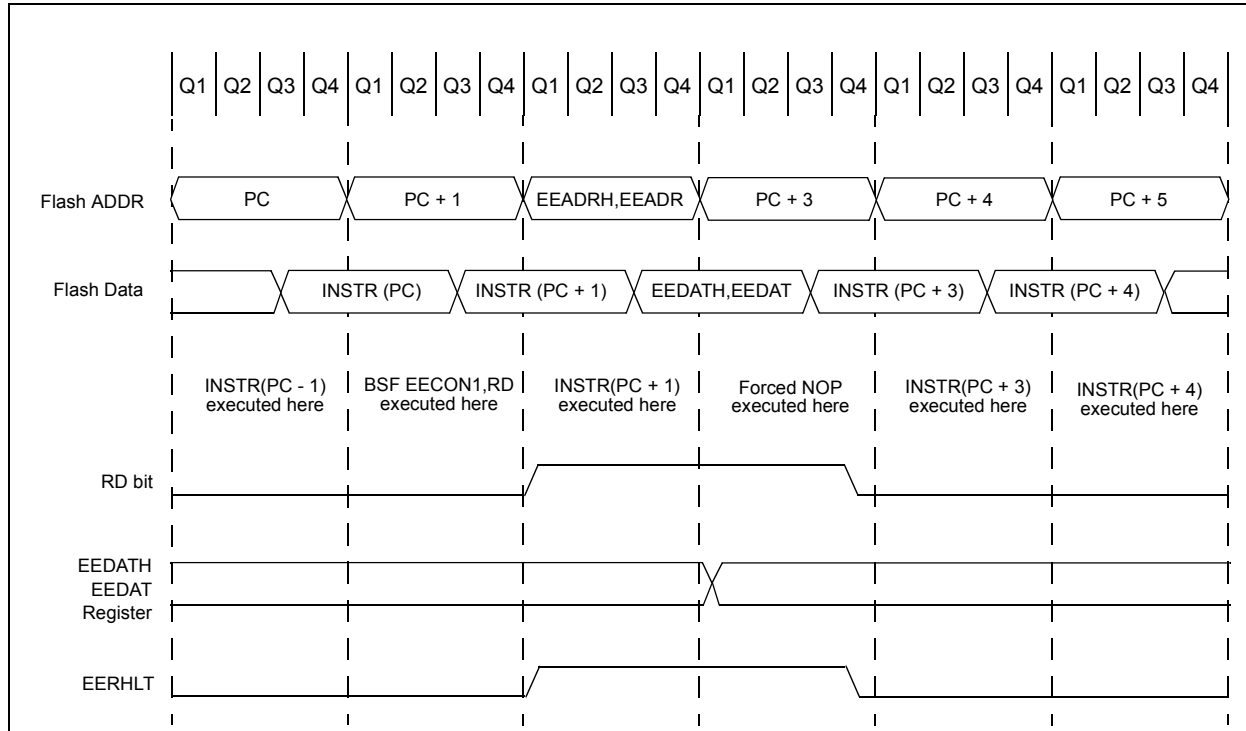 Q1 Q2 Q3 Q4 Q1 Q2 Q3 Q4 Q1 Q2 Q3 Q4 Q1 Q2 Q3 Q4 Q1 Q2 Q3 Q4 Q1 Q2 Q3 Q4
Flash ADDR PC PC + 1 EEADRH,EEADR PC + 3 PC + 4 PC + 5
Flash Data INSTR (PC) INSTR (PC + 1) EEDATH,EEDAT INSTR (PC + 3) INSTR (PC + 4)
INSTR(PC - 1)
executed here
BSF EECON1,RD
executed here
INSTR(PC + 1)
executed here
Forced NOP
executed here
INSTR(PC + 3)
executed here
INSTR(PC + 4)
executed here
RD bit
EEDATH
EEDAT
Register
EERHLT